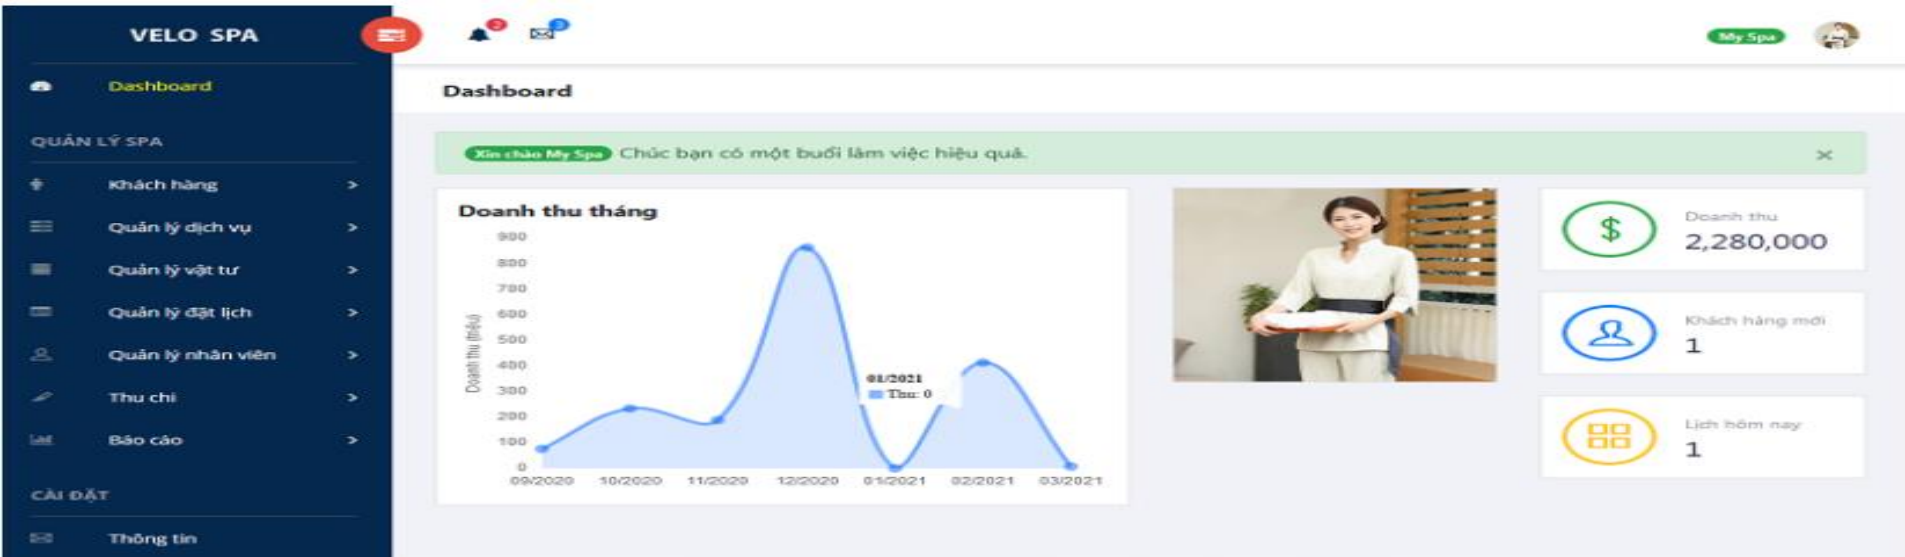 VELO SPA
My Spa
Dashboard
Dashboard
QUẢN LÝ SPA
Xin chào My Spa Chúc bạn có một buổi làm việc hiệu quả.
×
Khách hàng >
Quản lý dịch vụ >
Quản lý vật tư >
Quản lý đặt lịch >
Quản lý nhân viên >
Thu chi >
Báo cáo >
CÀI ĐẶT
Thông tin
Doanh thu tháng
Doanh thu (triệu)
900
800
700
600
500
400
300
200
100
0
01/2021
Thu: 0
09/2020 10/2020 11/2020 12/2020 01/2021 02/2021 03/2021
$
Doanh thu
2,280,000
Khách hàng mới
1
Lịch hôm nay
1